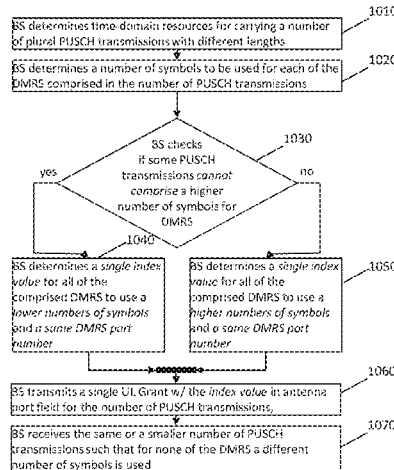 1010
BS determines time-domain resources for carrying a number
of plural PUSCH transmissions with different lengths
1020
BS determines a number of symbols to be used for each of the
DMRS comprised in the number of PUSCH transmissions
1030
BS checks
if some PUSCH
transmissions cannot
comprise a higher
number of symbols for
DMRS
yes
no
1040
BS determines a single index
value for all of the
comprised DMRS to use a
lower numbers of symbols
and a same DMRS port
number
1050
BS determines a single index
value for all of the
comprised DMRS to use a
higher numbers of symbols
and a same DMRS port
number
1060
BS transmits a single UL Grant w/ the index value in antenna
port field for the number of PUSCH transmissions,
1070
BS receives the same or a smaller number of PUSCH
transmissions such that for none of the DMRS a different
number of symbols is used